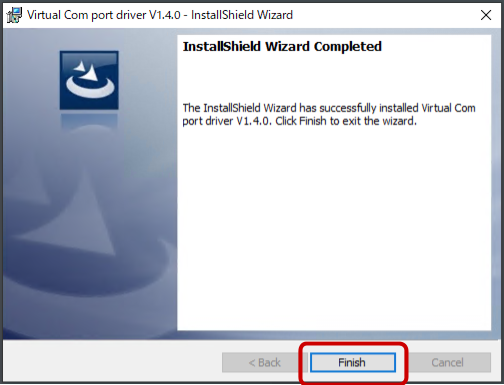 Virtual Com port driver V1.4.0 - InstallShield Wizard
InstallShield Wizard Completed
The InstallShield Wizard has successfully installed Virtual Com
port driver V1.4.0. Click Finish to exit the wizard.
< Back
Finish
Cancel